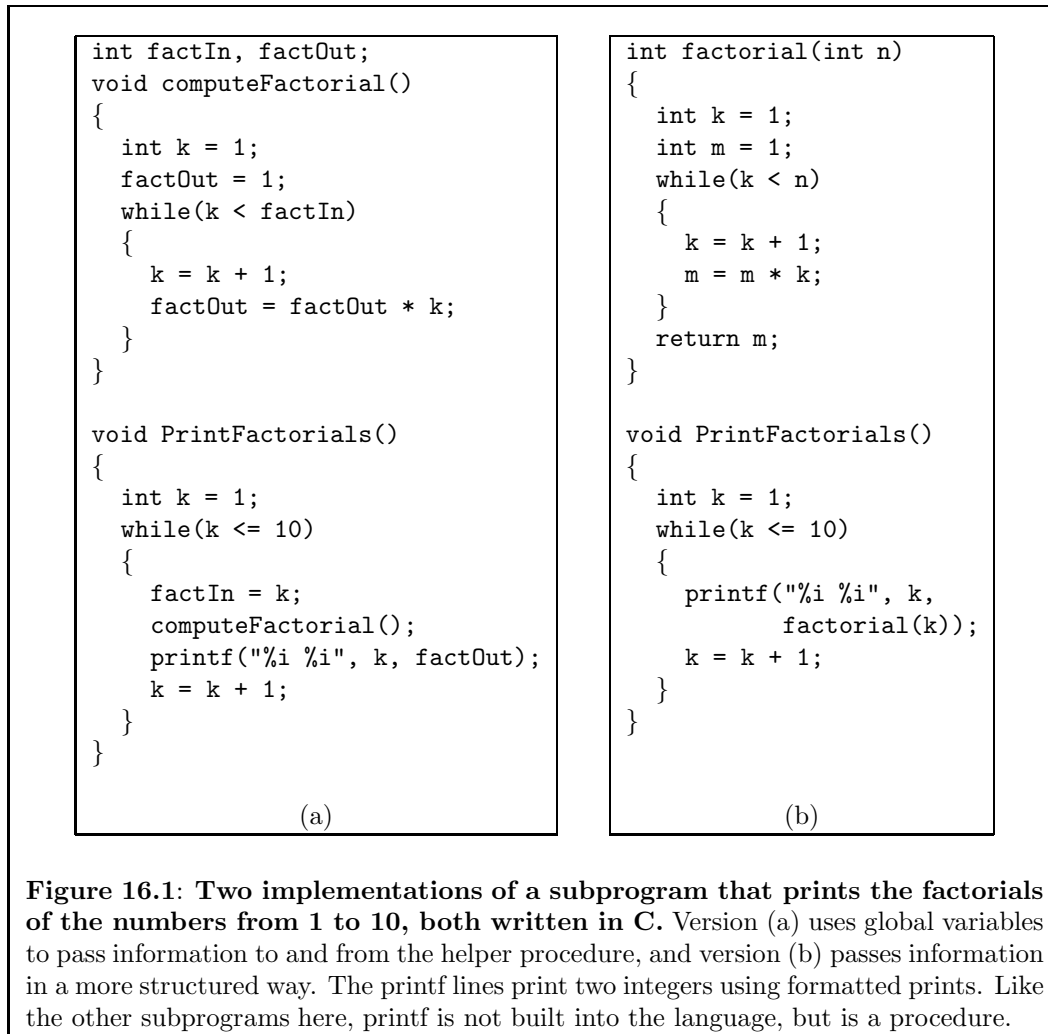 int factIn, factOut;
void computeFactorial()
{
  int k = 1;
  factOut = 1;
  while(k < factIn)
  {
    k = k + 1;
    factOut = factOut * k;
  }
}

void PrintFactorials()
{
  int k = 1;
  while(k <= 10)
  {
    factIn = k;
    computeFactorial();
    printf("%i %i", k, factOut);
    k = k + 1;
  }
}
(a)
int factorial(int n)
{
  int k = 1;
  int m = 1;
  while(k < n)
  {
    k = k + 1;
    m = m * k;
  }
  return m;
}

void PrintFactorials()
{
  int k = 1;
  while(k <= 10)
  {
    printf("%i %i", k,
           factorial(k));
    k = k + 1;
  }
}
(b)
Figure 16.1: Two implementations of a subprogram that prints the factorials
of the numbers from 1 to 10, both written in C. Version (a) uses global variables
to pass information to and from the helper procedure, and version (b) passes information
in a more structured way. The printf lines print two integers using formatted prints. Like
the other subprograms here, printf is not built into the language, but is a procedure.